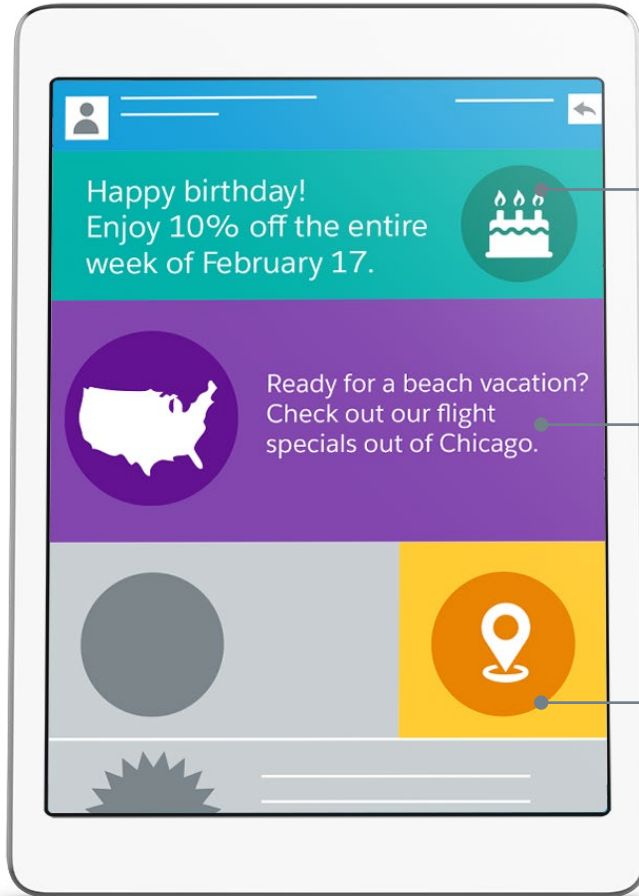 Happy birthday!
Enjoy 10% off the entire
week of February 17.
Ready for a beach vacation?
Check out our flight
specials out of Chicago.